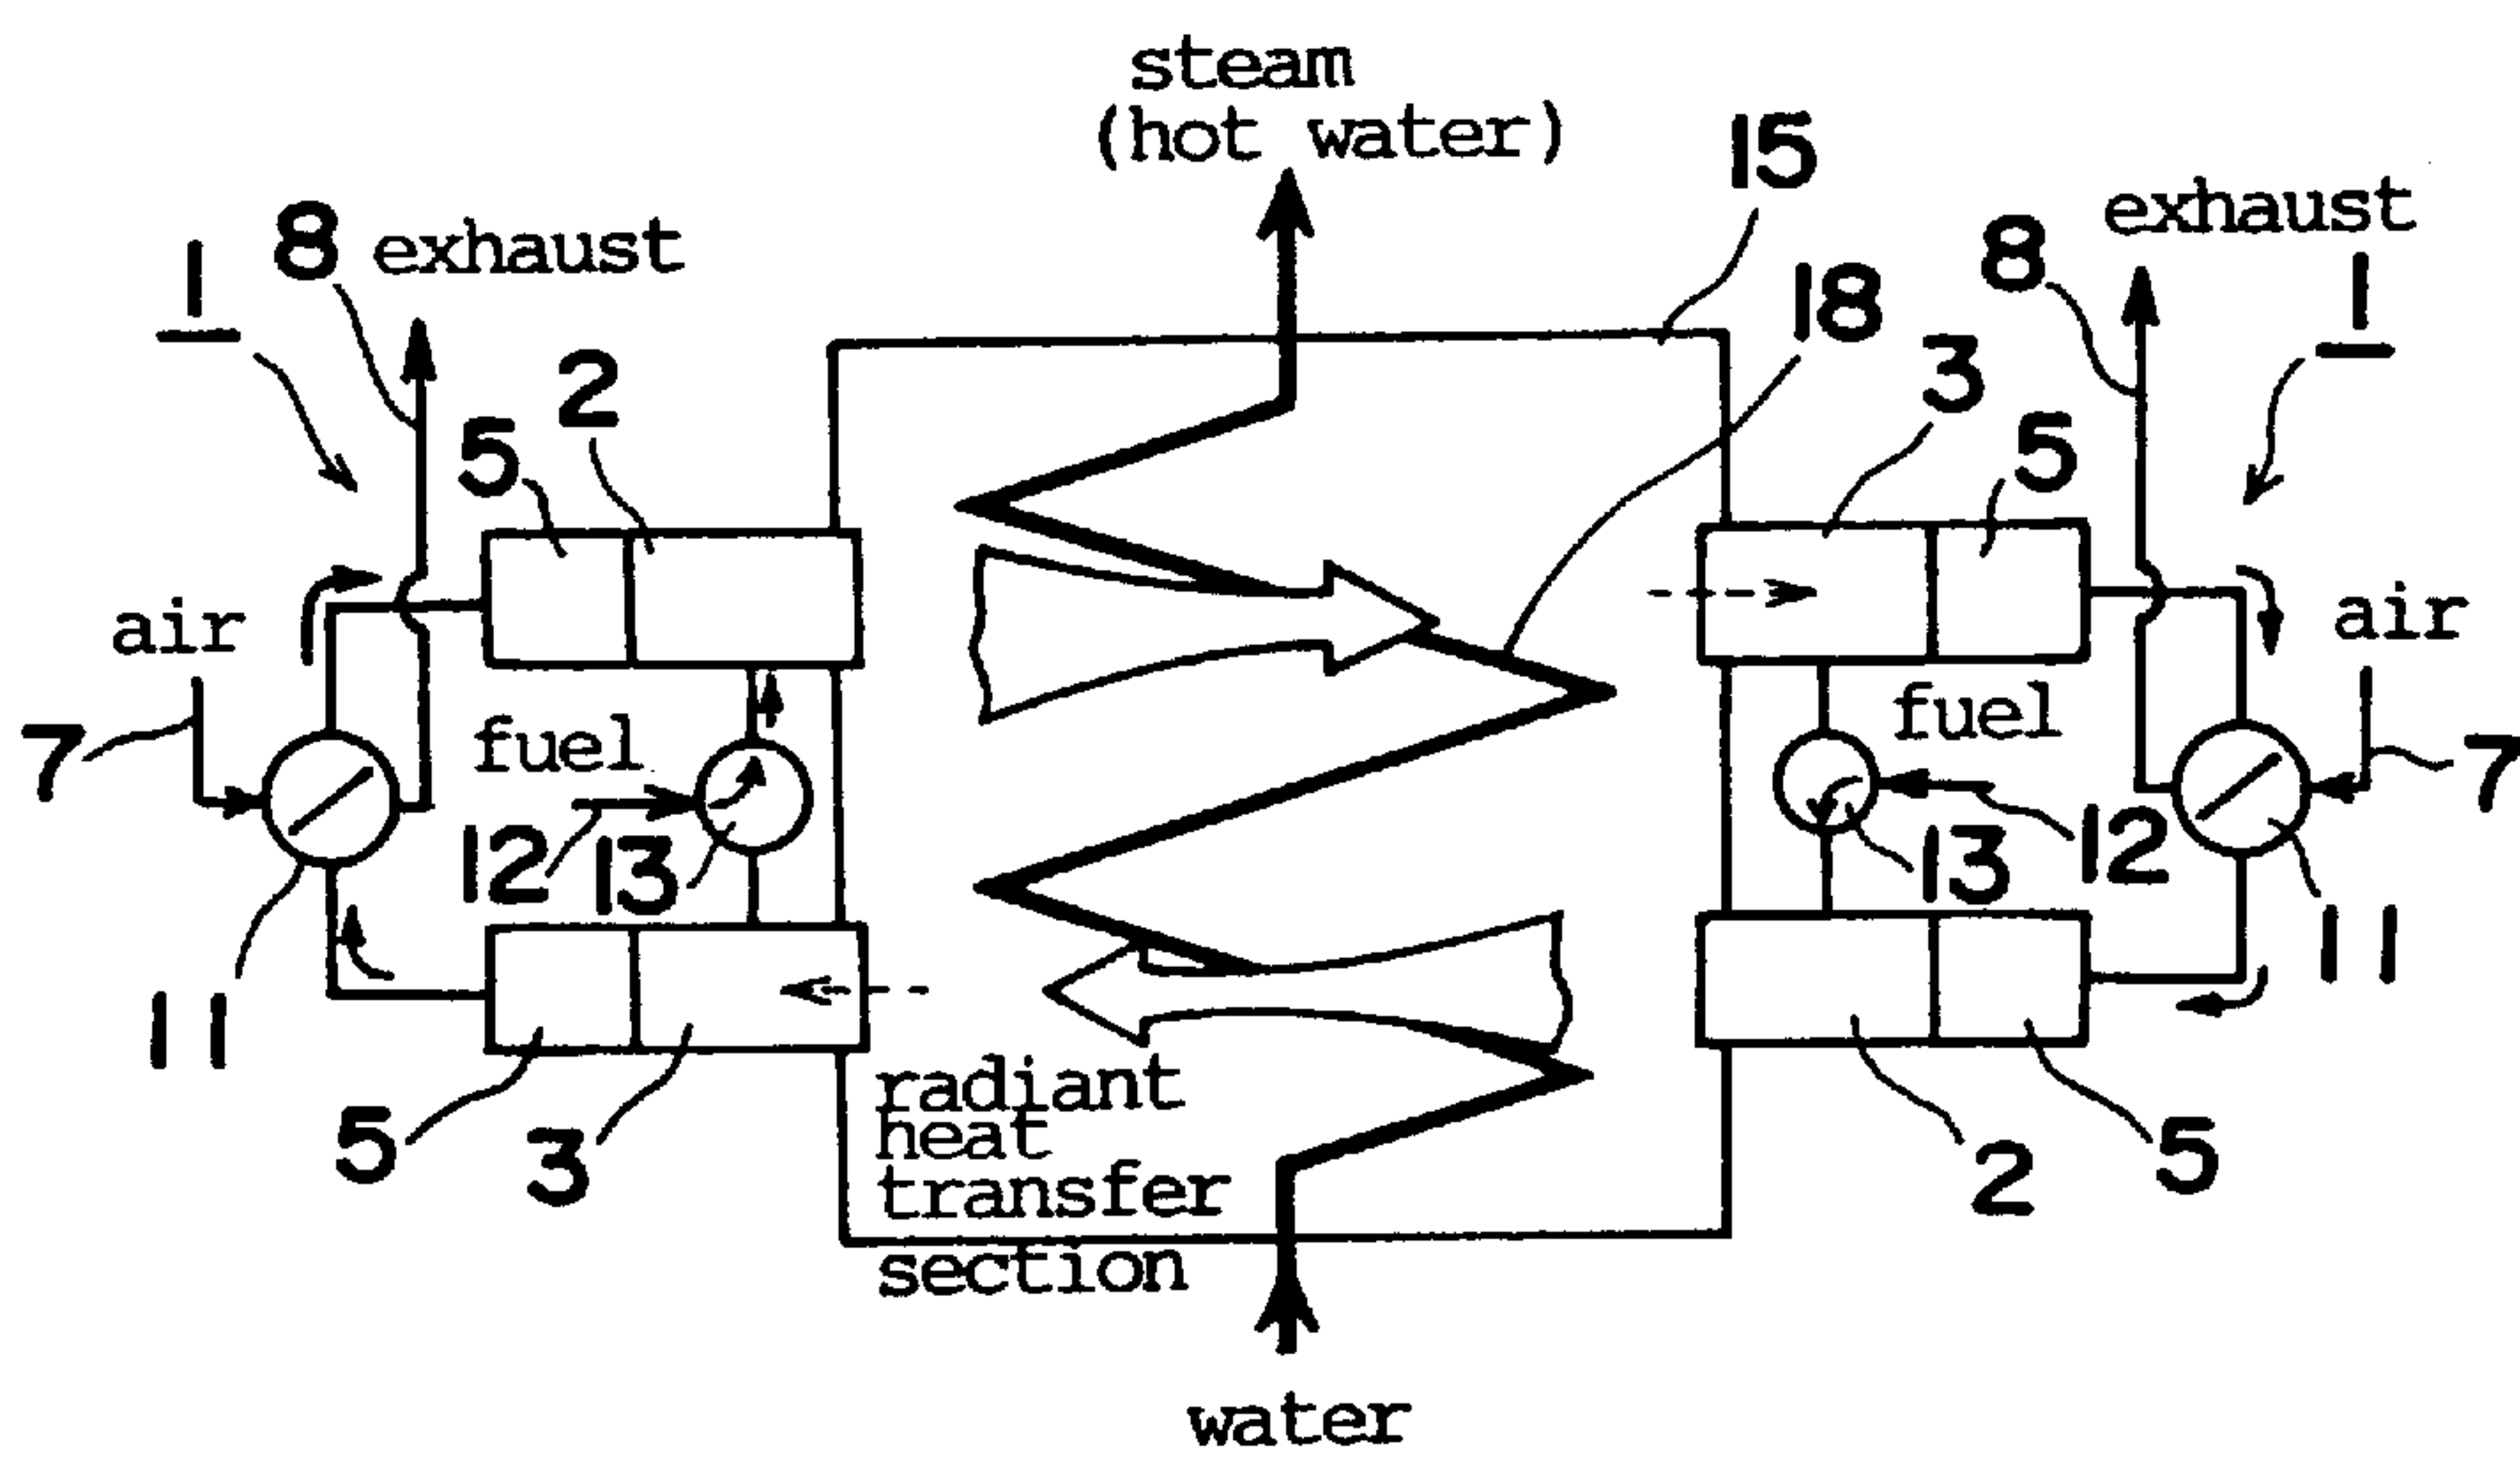 steam
(hot water)
15
8 exhaust
exhaust
8
1
1
18
2
3
5
5
air
air
fuel
fuel
7
7
12 13
13 12
11
11
radiant
heat
transfer
section
5
3
2
5
water